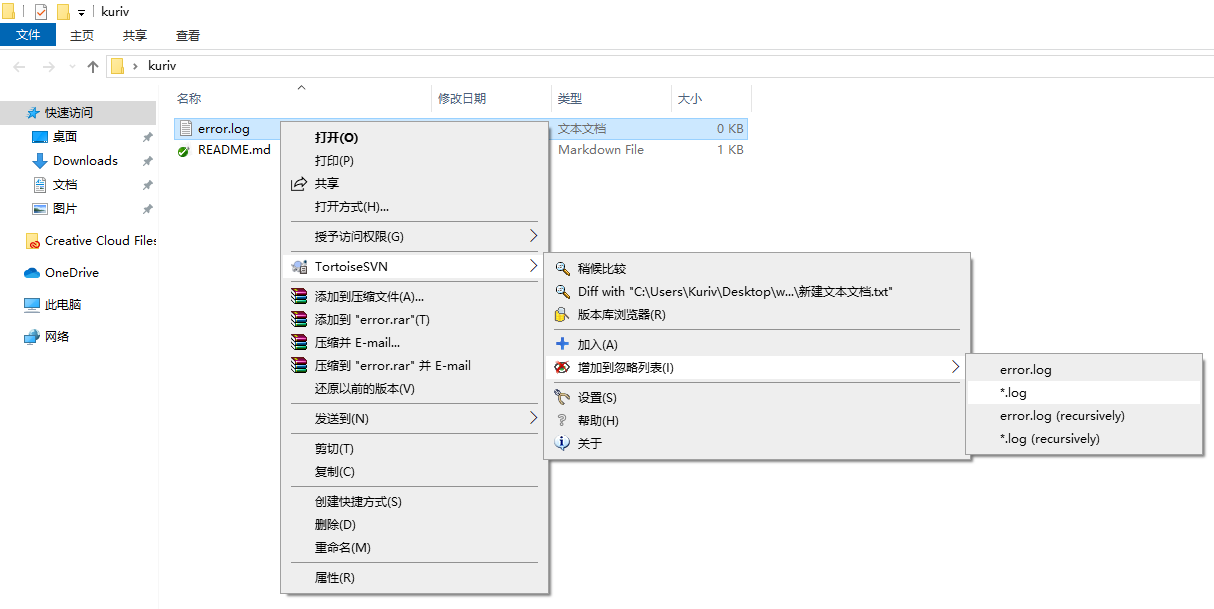 kuriv
文件 主页 共享 查看
kuriv
名称 修改日期 类型 大小
快速访问
桌面
Downloads
文档
图片
Creative Cloud Files
OneDrive
此电脑
网络
error.log 文本文档 0 KB
README.md Markdown File 1 KB
打开(O)
打印(P)
共享
打开方式(H)...
授予访问权限(G)
TortoiseSVN
添加到压缩文件(A)...
添加到 "error.rar"(T)
压缩并 E-mail...
压缩到 "error.rar" 并 E-mail
还原以前的版本(V)
发送到(N)
剪切(T)
复制(C)
创建快捷方式(S)
删除(D)
重命名(M)
属性(R)
稍候比较
Diff with "C:\Users\Kuriv\Desktop\w...\新建文本文档.txt"
版本库浏览器(R)
加入(A)
增加到忽略列表(I)
设置(S)
帮助(H)
关于
error.log
*.log
error.log (recursively)
*.log (recursively)